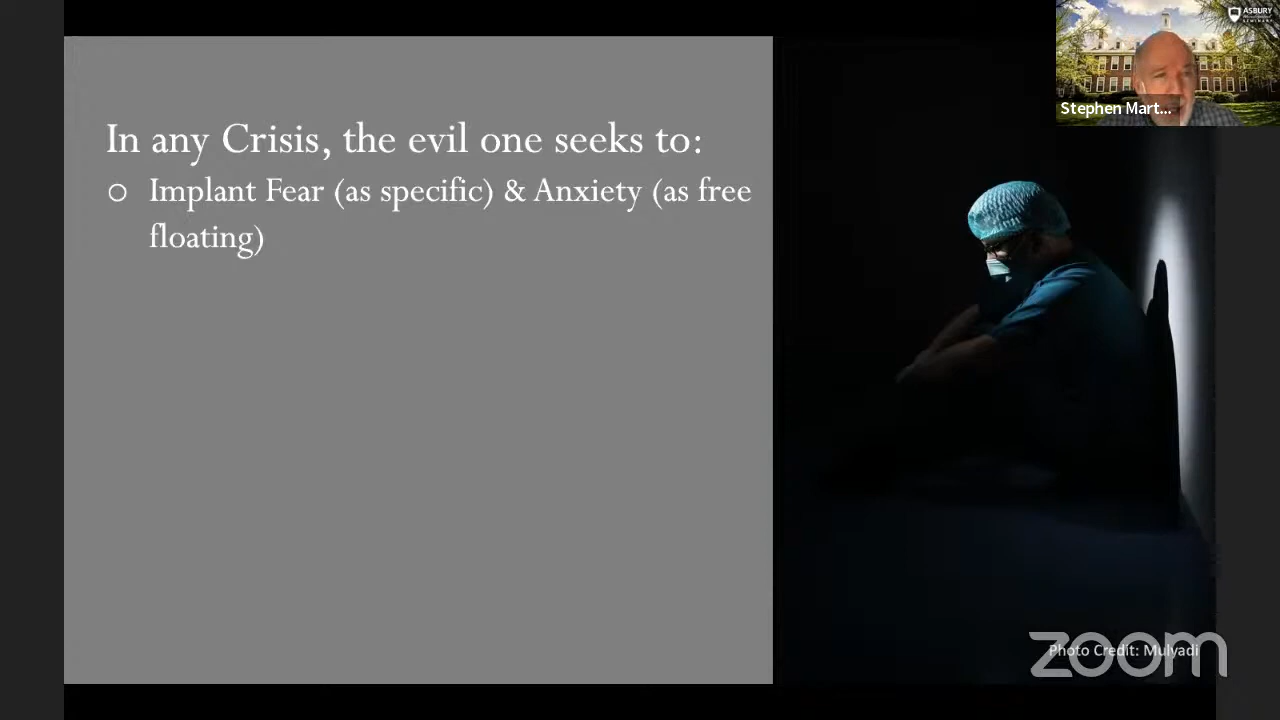 In any Crisis, the evil one seeks to:
○ Implant Fear (as specific) & Anxiety (as free
floating)
ASBURY
Stephen Mart...
Photo Credit: Mulyadi
zoom